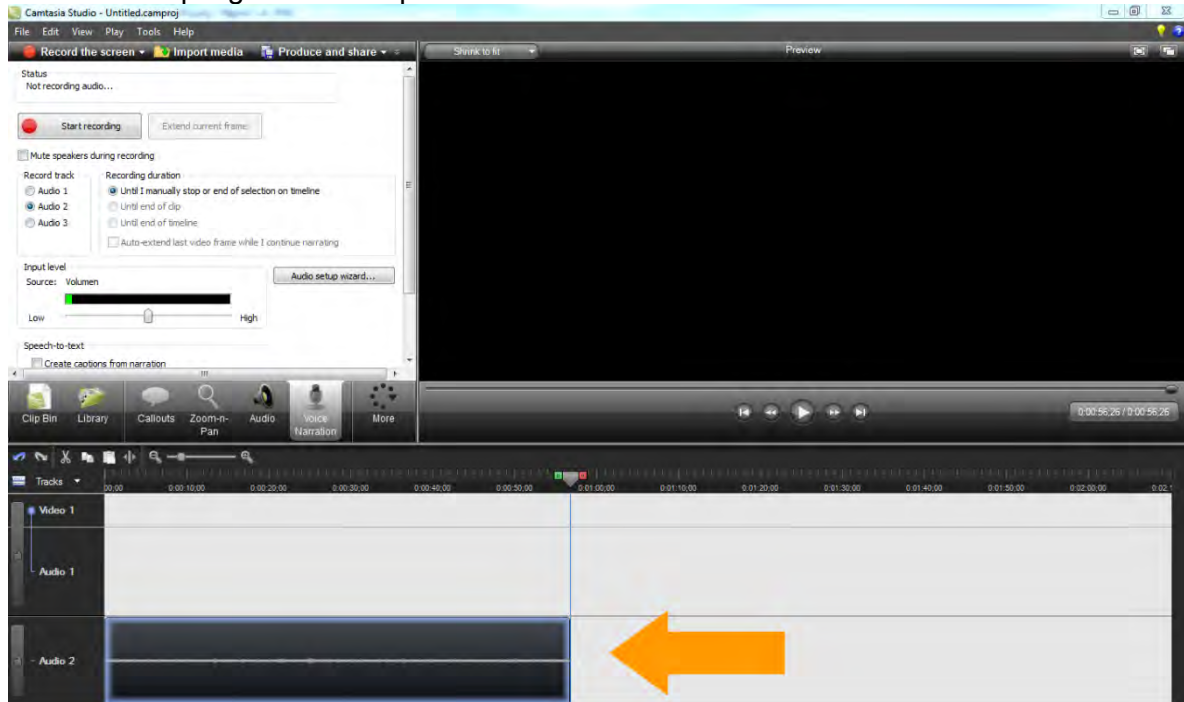 Camtasia Studio - Untitled.camproj
File Edit View Play Tools Help
Record the screen Import media Produce and share
Shrink to fit
Preview
Status
Not recording audio...
Start recording
Extend current frame
Mute speakers during recording
Record track
Recording duration
Audio 1
Until I manually stop or end of selection on timeline
Audio 2
Until end of clip
Audio 3
Until end of timeline
Auto-extend last video frame while I continue narrating
Input level
Audio setup wizard...
Source: Volumen
Low
High
Speech-to-text
Create captions from narration
Clip Bin
Library
Callouts
Zoom-n-
Pan
Audio
Voice
Narration
More
0:00:56;26 / 0:00:56;26
Tracks
00;00 0:00:10;00 0:00:20;00 0:00:30;00 0:00:40;00 0:00:50;00 0:01:00;00 0:01:10;00 0:01:20;00 0:01:30;00 0:01:40;00 0:01:50;00 0:02:00;00 0:02:1
Video 1
Audio 1
Audio 2